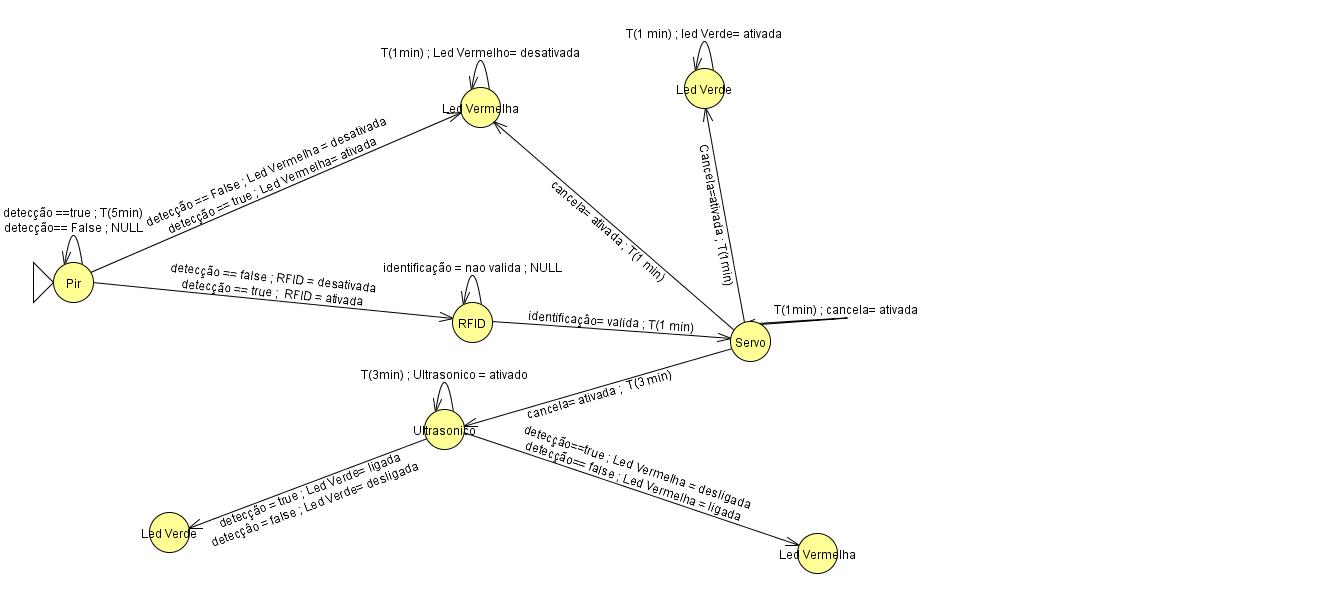 T(1 min) ; led Verde= ativada
T(1min) ; Led Vermelho= desativada
Led Verde
Led Vermelha
detecção == False ; Led Vermelha = desativada
detecção == true ; Led Vermelha= ativada
cancela= ativada ; T(1 min)
Cancela=ativada ; T(1min)
detecção ==true ; T(5min)
detecção== False ; NULL
Pir
detecção == false ; RFID = desativada
detecção == true ; RFID = ativada
identificação = nao valida ; NULL
RFID
identificação= valida ; T(1 min)
T(1min) ; cancela= ativada
Servo
cancela= ativada ; T(3 min)
T(3min) ; Ultrasonico = ativado
Ultrasonico
detecção==true ; Led Vermelha = desligada
detecção== false ; Led Vermelha = ligada
detecção = true ; Led Verde= ligada
detecção = false ; Led Verde= desligada
Led Verde
Led Vermelha